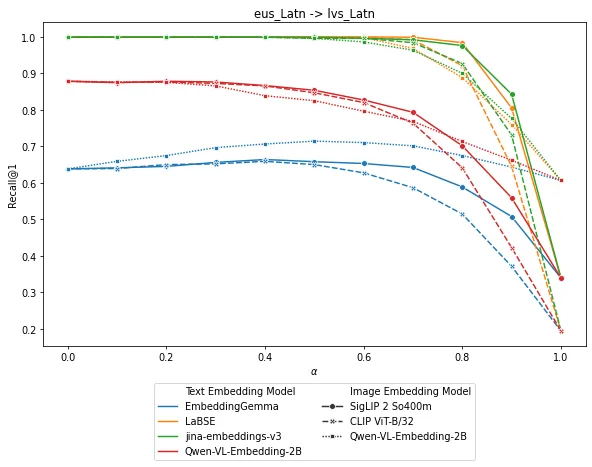 eus_Latn -> lvs_Latn
Recall@1
1.0
0.9
0.8
0.7
0.6
0.5
0.4
0.3
0.2
0.0 0.2 0.4 0.6 0.8 1.0
α
Text Embedding Model Image Embedding Model
EmbeddingGemma SigLIP 2 So400m
LaBSE CLIP ViT-B/32
jina-embeddings-v3 Qwen-VL-Embedding-2B
Qwen-VL-Embedding-2B